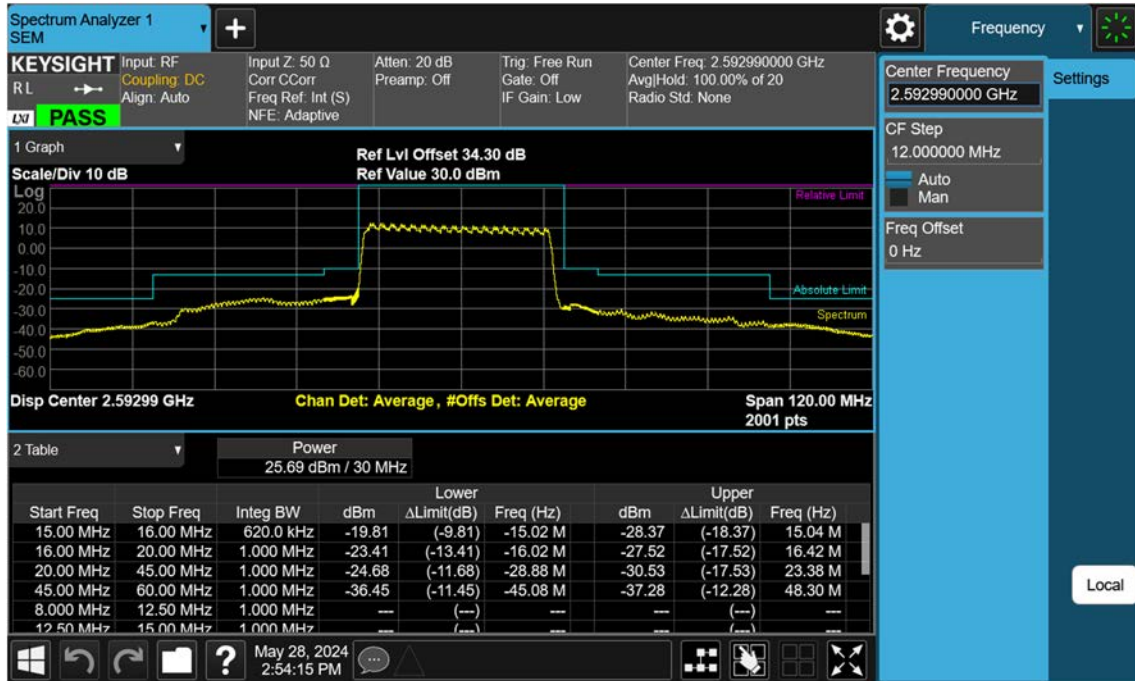 Spectrum Analyzer 1
SEM
Frequency
KEYSIGHT
R L
LXI PASS
Input: RF
Coupling: DC
Align: Auto
Input Z: 50 Ω
Corr CCorr
Freq Ref: Int (S)
NFE: Adaptive
Atten: 20 dB
Preamp: Off
Trig: Free Run
Gate: Off
IF Gain: Low
Center Freq: 2.592990000 GHz
Avg|Hold: 100.00% of 20
Radio Std: None
Center Frequency
2.592990000 GHz
Settings
CF Step
12.000000 MHz
Auto
Man
Freq Offset
0 Hz
Local
1 Graph
Scale/Div 10 dB
Ref Lvl Offset 34.30 dB
Ref Value 30.0 dBm
Log
Relative Limit
20.0
10.0
0.00
-10.0
-20.0
Absolute Limit
-30.0
Spectrum
-40.0
-50.0
-60.0
Disp Center 2.59299 GHz
Chan Det: Average, #Offs Det: Average
Span 120.00 MHz
2001 pts
2 Table
Power
25.69 dBm / 30 MHz
Lower Upper
Start Freq Stop Freq Integ BW dBm ΔLimit(dB) Freq (Hz) dBm ΔLimit(dB) Freq (Hz)
15.00 MHz 16.00 MHz 620.0 kHz -19.81 (-9.81) -15.02 M -28.37 (-18.37) 15.04 M
16.00 MHz 20.00 MHz 1.000 MHz -23.41 (-13.41) -16.02 M -27.52 (-17.52) 16.42 M
20.00 MHz 45.00 MHz 1.000 MHz -24.68 (-11.68) -28.88 M -30.53 (-17.53) 23.38 M
45.00 MHz 60.00 MHz 1.000 MHz -36.45 (-11.45) -45.08 M -37.28 (-12.28) 48.30 M
8.000 MHz 12.50 MHz 1.000 MHz --- (---) --- --- (---) ---
12.50 MHz 15.00 MHz 1.000 MHz --- (---) --- --- (---) ---
?
May 28, 2024
2:54:15 PM